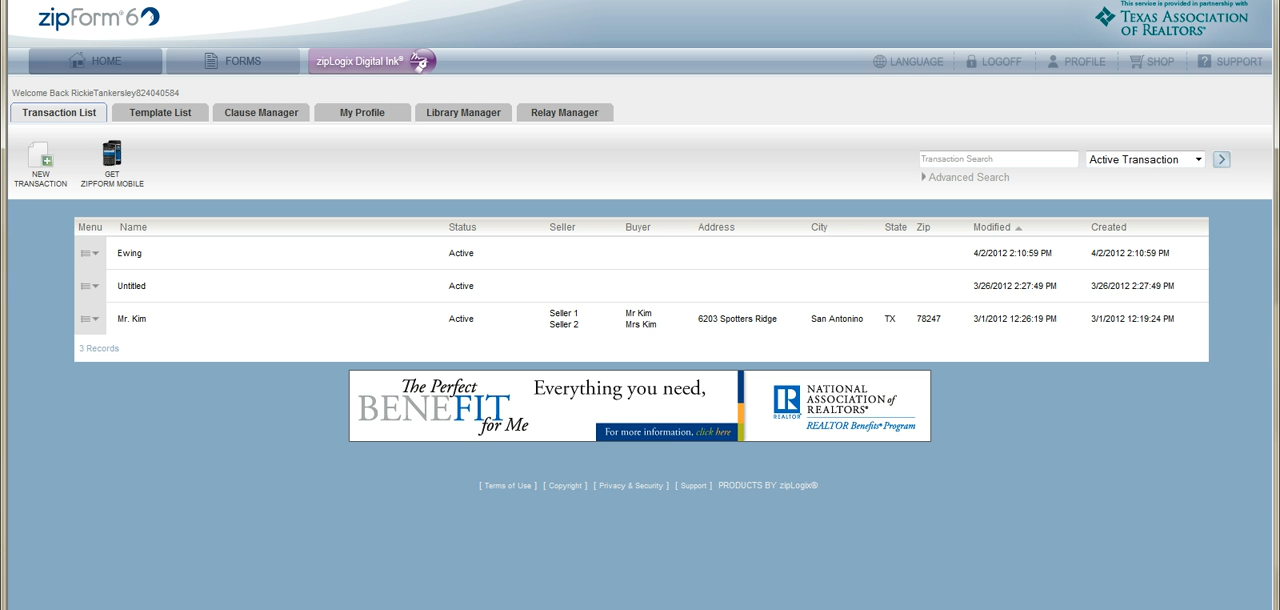 zipForm®6
This service is provided in partnership with
TEXAS ASSOCIATION
OF REALTORS®
HOME FORMS zipLogix Digital Ink® LANGUAGE LOGOFF PROFILE SHOP SUPPORT
Welcome Back RickieTankersley824040584
Transaction List Template List Clause Manager My Profile Library Manager Relay Manager
NEW TRANSACTION
GET ZIPFORM MOBILE
Transaction Search Active Transaction
Advanced Search
Menu Name Status Seller Buyer Address City State Zip Modified Created
Ewing Active 4/2/2012 2:10:59 PM 4/2/2012 2:10:59 PM
Untitled Active 3/26/2012 2:27:49 PM 3/26/2012 2:27:49 PM
Mr. Kim Active Seller 1 Mr Kim 6203 Spotters Ridge San Antonino TX 78247 3/1/2012 12:26:19 PM 3/1/2012 12:19:24 PM
Seller 2 Mrs Kim
3 Records
The Perfect
BENEFIT
for Me
Everything you need,
For more information, click here
R
REALTOR®
NATIONAL
ASSOCIATION of
REALTORS®
REALTOR Benefits® Program
[ Terms of Use ] [ Copyright ] [ Privacy & Security ] [ Support ] PRODUCTS BY zipLogix®